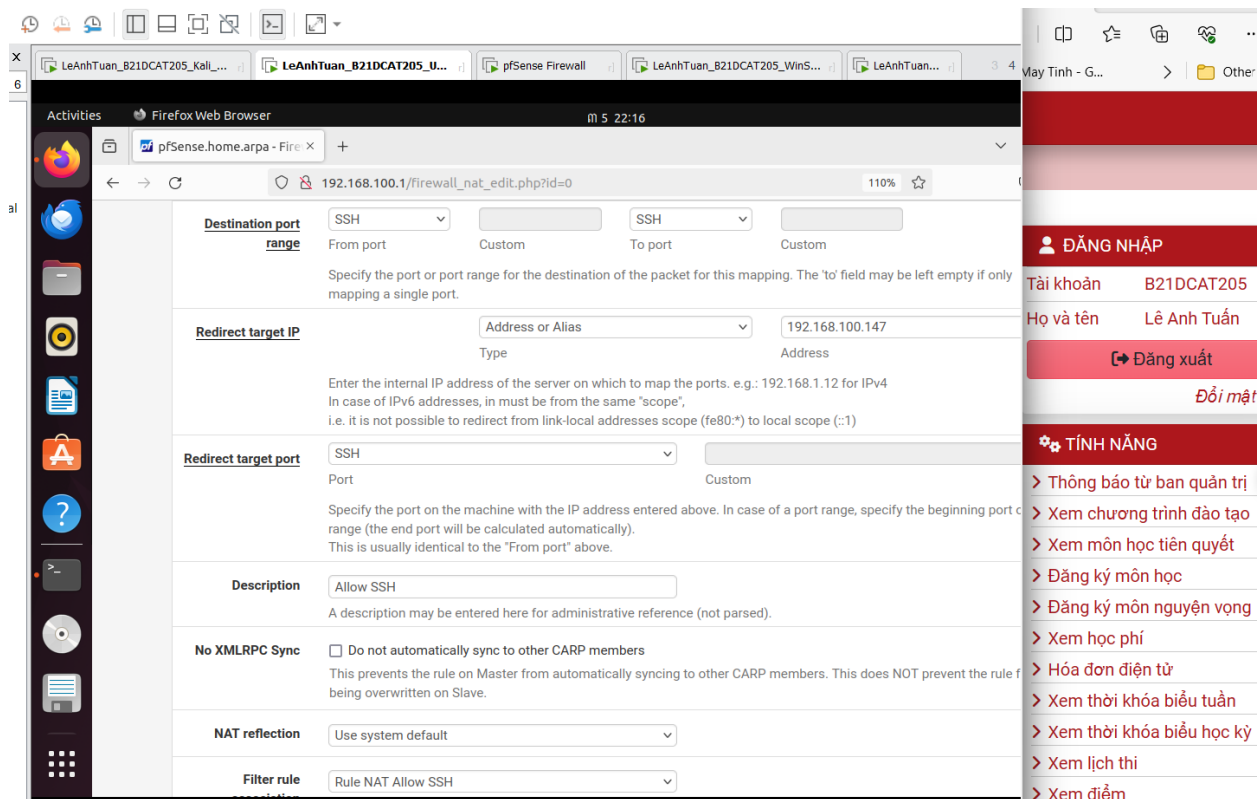 LeAnhTuan_B21DCAT205_Kali_...
LeAnhTuan_B21DCAT205_U...
pfSense Firewall
LeAnhTuan_B21DCAT205_WinS...
LeAnhTuan...
3 4
x
6
al
May Tinh - G...
Other
Activities
Firefox Web Browser
22:16
pfSense.home.arpa - Fire
192.168.100.1/firewall_nat_edit.php?id=0
110%
Destination port range
SSH
SSH
From port
Custom
To port
Custom
Specify the port or port range for the destination of the packet for this mapping. The 'to' field may be left empty if only
mapping a single port.
Redirect target IP
Address or Alias
192.168.100.147
Type
Address
Enter the internal IP address of the server on which to map the ports. e.g.: 192.168.1.12 for IPv4
In case of IPv6 addresses, in must be from the same "scope",
i.e. it is not possible to redirect from link-local addresses scope (fe80:*) to local scope (::1)
Redirect target port
SSH
Port
Custom
Specify the port on the machine with the IP address entered above. In case of a port range, specify the beginning port
range (the end port will be calculated automatically).
This is usually identical to the "From port" above.
Description
Allow SSH
A description may be entered here for administrative reference (not parsed).
No XMLRPC Sync
Do not automatically sync to other CARP members
This prevents the rule on Master from automatically syncing to other CARP members. This does NOT prevent the rule f
being overwritten on Slave.
NAT reflection
Use system default
Filter rule
Rule NAT Allow SSH
ĐĂNG NHẬP
Tài khoản B21DCAT205
Họ và tên Lê Anh Tuấn
Đăng xuất
Đổi mật
TÍNH NĂNG
Thông báo từ ban quản trị
Xem chương trình đào tạo
Xem môn học tiên quyết
Đăng ký môn học
Đăng ký môn nguyện vọng
Xem học phí
Hóa đơn điện tử
Xem thời khóa biểu tuần
Xem thời khóa biểu học kỳ
Xem lịch thi
Xem điểm